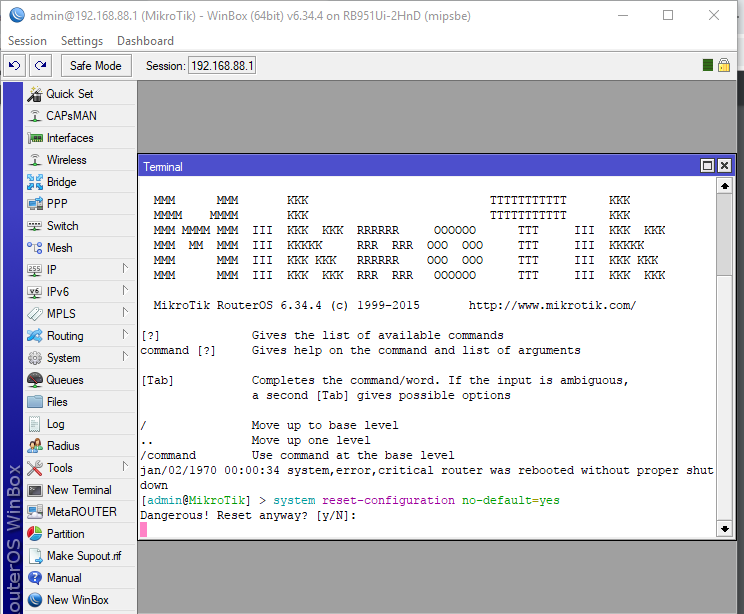 admin@192.168.88.1 (MikroTik) - WinBox (64bit) v6.34.4 on RB951Ui-2HnD (mipsbe)
Session Settings Dashboard
Safe Mode Session: 192.168.88.1
Quick Set
CAPsMAN
Interfaces
Wireless
Bridge
PPP
Switch
Mesh
IP
IPv6
MPLS
Routing
System
Queues
Files
Log
Radius
Tools
New Terminal
MetaROUTER
Partition
Make Supout.rif
Manual
New WinBox
outerOS WinBox
Terminal
MMM MMM KKK TTTTTTTTTTT KKK
MMMM MMMM KKK TTTTTTTTTTT KKK
MMM MMMM MMM III KKK KKK RRRRRR OOOOOO TTT III KKK KKK
MMM MM MMM III KKKKK RRR RRR OOO OOO TTT III KKKKK
MMM MMM III KKK KKK RRRRRR OOO OOO TTT III KKK KKK
MMM MMM III KKK KKK RRR RRR OOOOOO TTT III KKK KKK
MikroTik RouterOS 6.34.4 (c) 1999-2015 http://www.mikrotik.com/
[?] Gives the list of available commands
command [?] Gives help on the command and list of arguments
[Tab] Completes the command/word. If the input is ambiguous,
a second [Tab] gives possible options
/ Move up to base level
.. Move up one level
/command Use command at the base level
jan/02/1970 00:00:34 system,error,critical router was rebooted without proper shut
down
[admin@MikroTik] > system reset-configuration no-default=yes
Dangerous! Reset anyway? [y/N]: